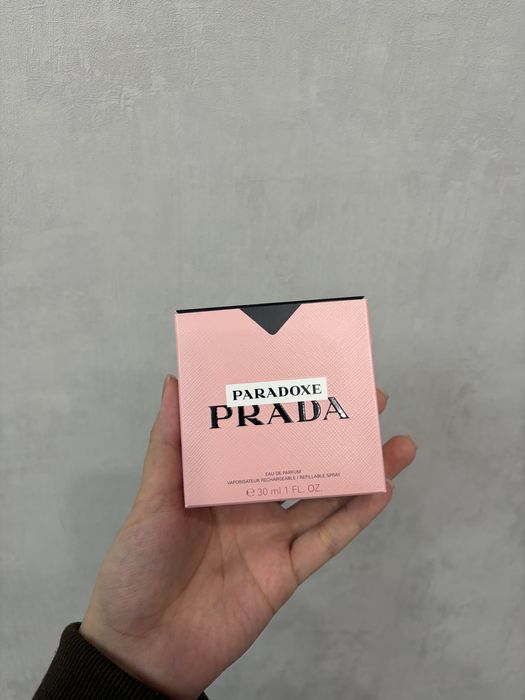 PARADOXE
PRADA
EAU DE PARFUM
VAPORISATEUR RECHARGEABLE / REFILLABLE SPRAY
℮ 30 ml 1 FL. OZ.